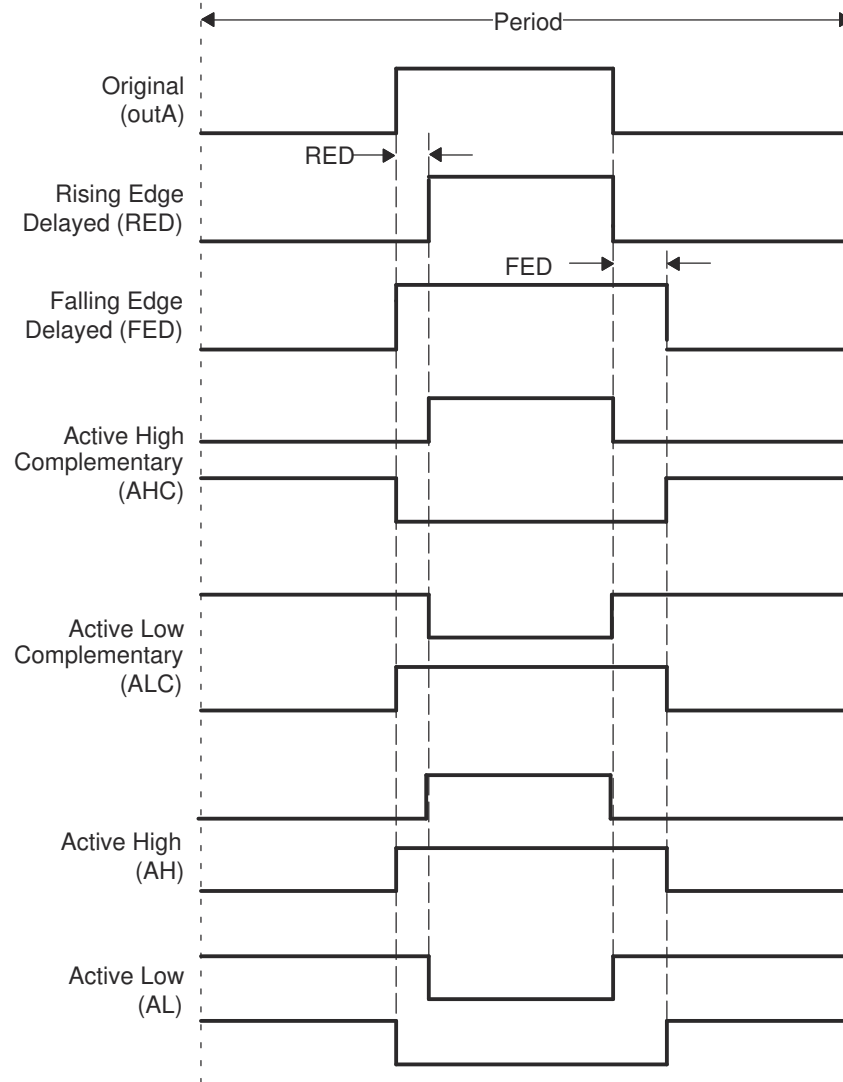 Period
Original
(outA)
RED
Rising Edge
Delayed (RED)
FED
Falling Edge
Delayed (FED)
Active High
Complementary
(AHC)
Active Low
Complementary
(ALC)
Active High
(AH)
Active Low
(AL)